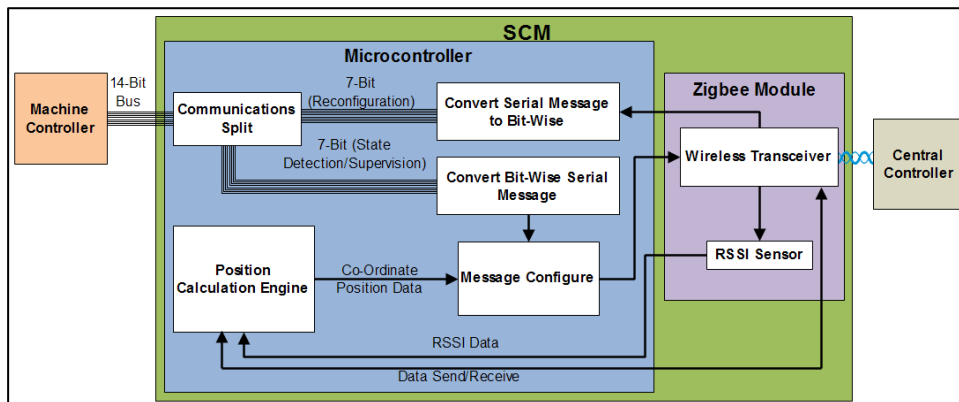 SCM
Microcontroller
Zigbee Module
14-Bit
Bus
Machine
Controller
Communications
Split
7-Bit
(Reconfiguration)
Convert Serial Message
to Bit-Wise
7-Bit (State
Detection/Supervision)
Convert Bit-Wise Serial
Message
Wireless Transceiver
Central
Controller
RSSI Sensor
Position
Calculation Engine
Co-Ordinate
Position Data
Message Configure
RSSI Data
Data Send/Receive